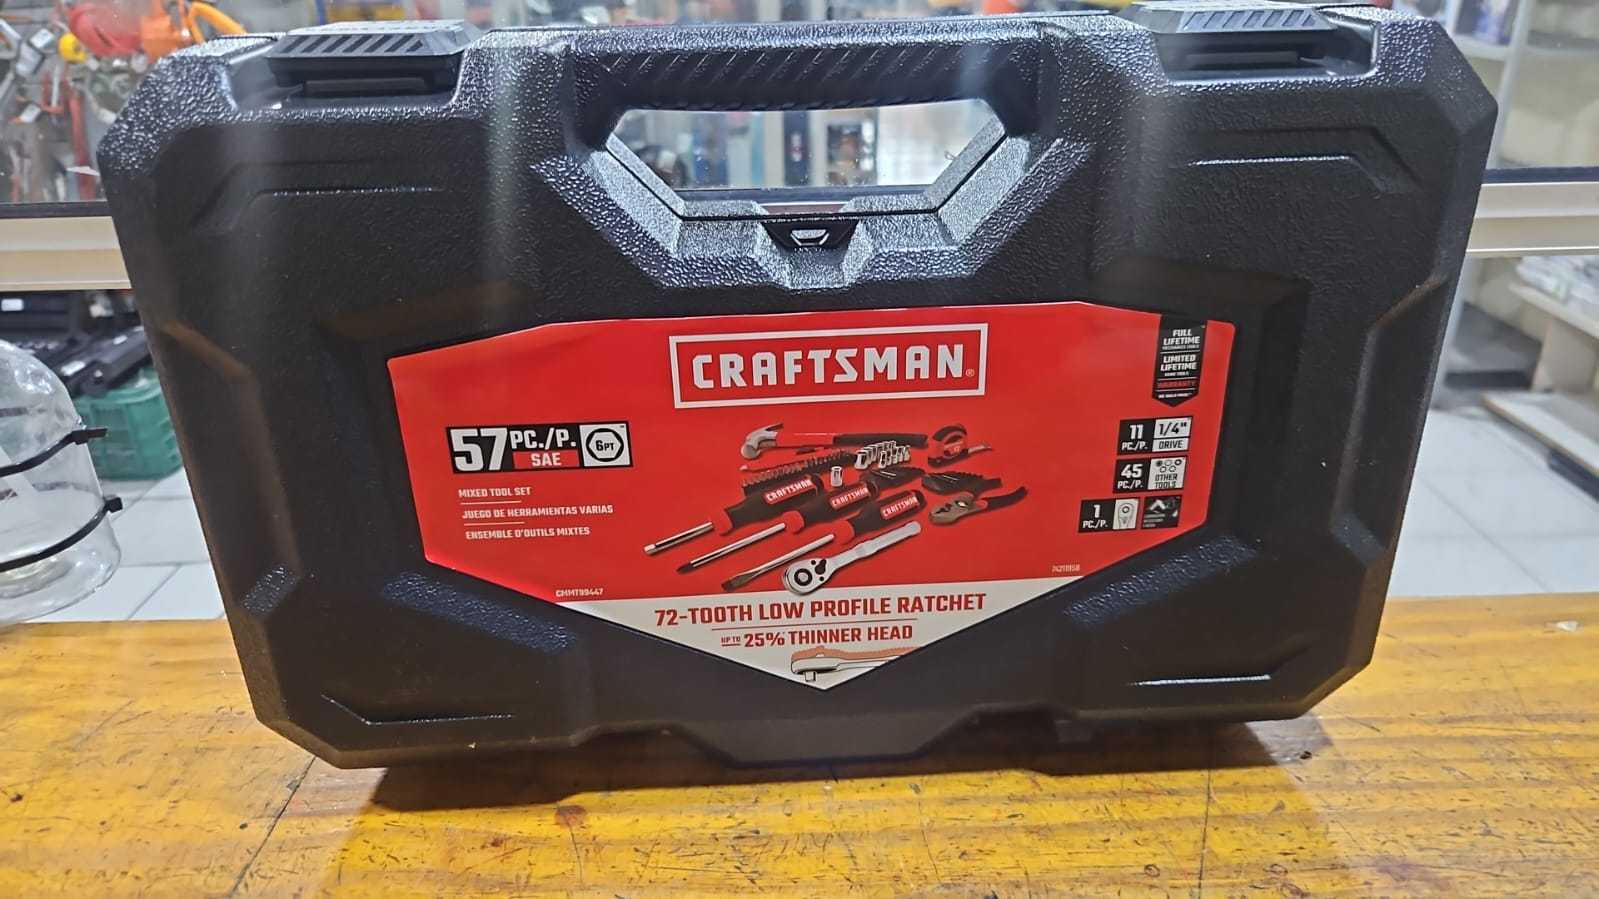 CRAFTSMAN®
FULL
LIFETIME
LIMITED
LIFETIME
WARRANTY
57 PC./P.
SAE
6PT
MIXED TOOL SET
JUEGO DE HERRAMIENTAS VARIAS
ENSEMBLE D'OUTILS MIXTES
CRAFTSMAN
CRAFTSMAN
CRAFTSMAN
11 PC./P.
1/4" DRIVE
45 PC./P.
OTHER TOOLS
1 PC./P.
CMMT99447
72-TOOTH LOW PROFILE RATCHET
UP TO 25% THINNER HEAD